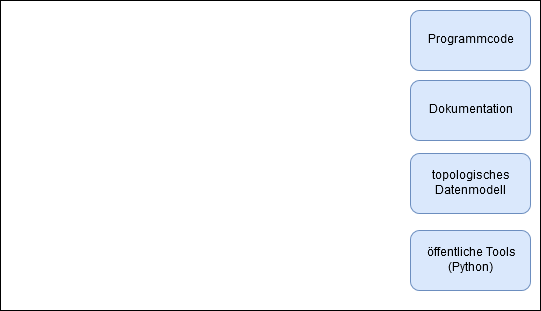 Programmcode
Dokumentation
topologisches
Datenmodell
öffentliche Tools
(Python)